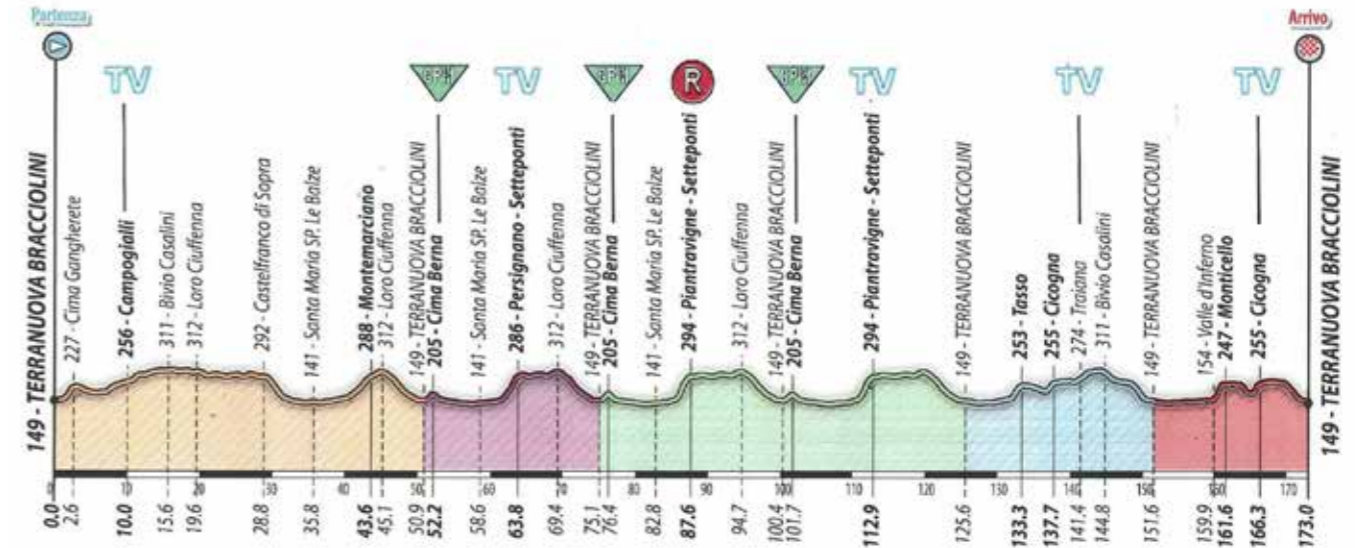 Partenza
Arrivo
TV
GPM
TV
GPM
R
GPM
TV
TV
TV
149 - TERRANUOVA BRACCIOLINI
227 - Cima Gangherete
256 - Campogialli
311 - Bivio Casalini
312 - Loro Ciuffenna
292 - Castelfranco di Sopra
141 - Santa Maria SP. Le Balze
288 - Montemarciano
312 - Loro Ciuffenna
149 - TERRANUOVA BRACCIOLINI
205 - Cima Berna
141 - Santa Maria SP. Le Balze
286 - Persignano - Setteponti
312 - Loro Ciuffenna
149 - TERRANUOVA BRACCIOLINI
205 - Cima Berna
141 - Santa Maria SP. Le Balze
294 - Piantravigne - Setteponti
312 - Loro Ciuffenna
149 - TERRANUOVA BRACCIOLINI
205 - Cima Berna
294 - Piantravigne - Setteponti
149 - TERRANUOVA BRACCIOLINI
253 - Tasso
255 - Cicogna
274 - Traiana
311 - Bivio Casalini
149 - TERRANUOVA BRACCIOLINI
154 - Valle d'Inferno
247 - Monticello
255 - Cicogna
149 - TERRANUOVA BRACCIOLINI
0 10 20 30 40 50 60 70 80 90 100 110 120 130 140 150 160 170
0.0 2.6 10.0 15.6 19.6 28.8 35.8 43.6 45.1 50.9 52.2 58.6 63.8 69.4 75.1 76.4 82.8 87.6 94.7 100.4 101.7 112.9 125.6 133.3 137.7 141.4 144.8 151.6 159.9 161.6 166.3 173.0